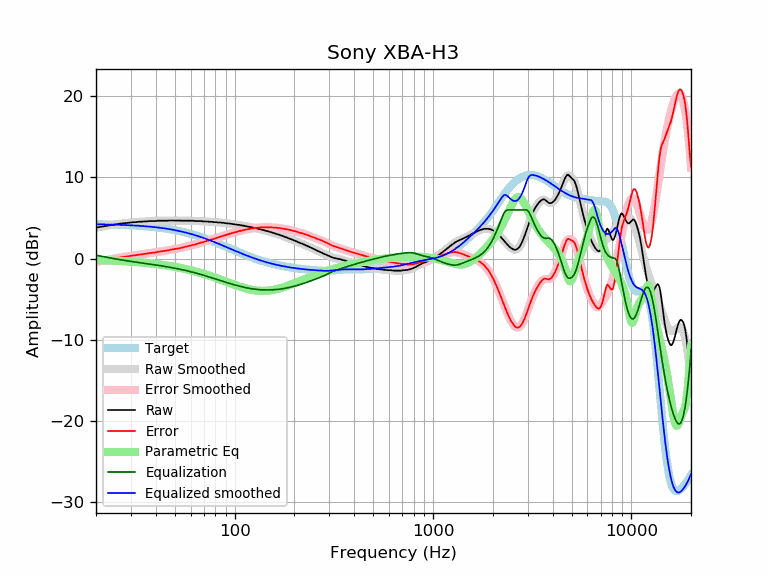 Sony XBA-H3
20
10
0
−10
−20
−30
Amplitude (dBr)
Target
Raw Smoothed
Error Smoothed
Raw
Error
Parametric Eq
Equalization
Equalized smoothed
100
1000
10000
Frequency (Hz)